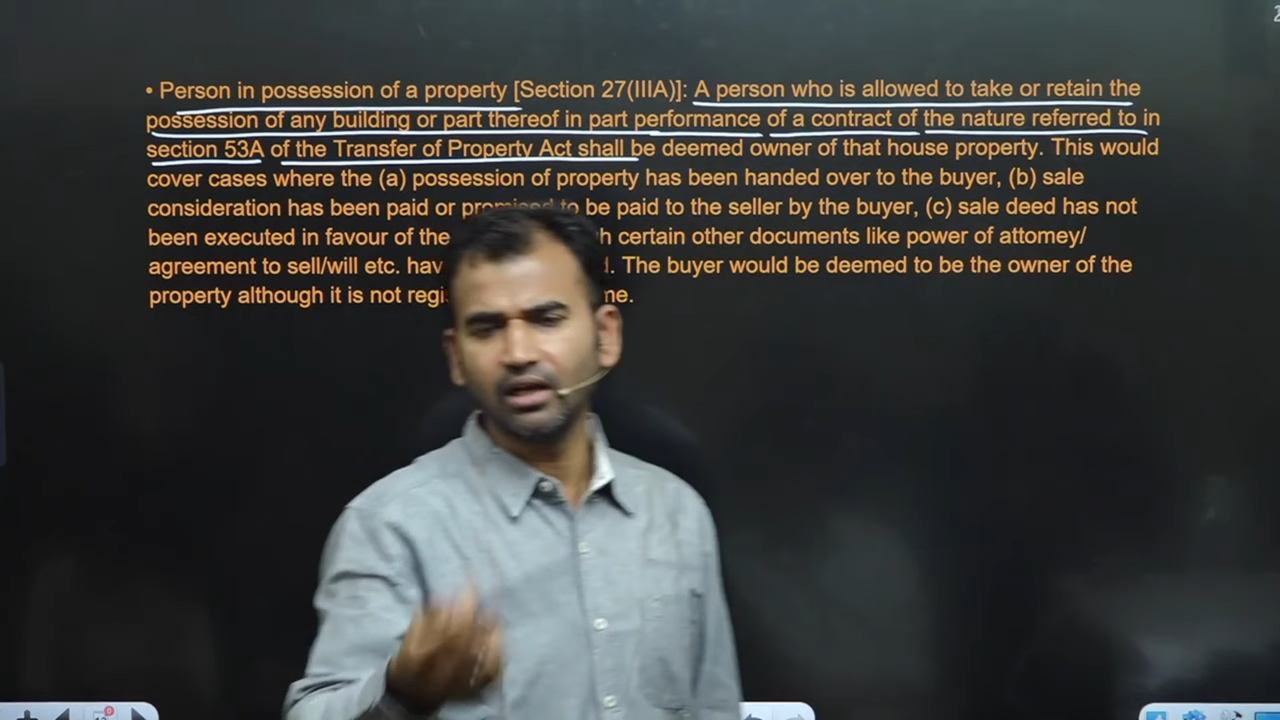 • Person in possession of a property [Section 27(IIIA)]: A person who is allowed to take or retain the
possession of any building or part thereof in part performance of a contract of the nature referred to in
section 53A of the Transfer of Property Act shall be deemed owner of that house property. This would
cover cases where the (a) possession of property has been handed over to the buyer, (b) sale
consideration has been paid or promised to be paid to the seller by the buyer, (c) sale deed has not
been executed in favour of the certain other documents like power of attomey/
agreement to sell/will etc. The buyer would be deemed to be the owner of the
property although it is not